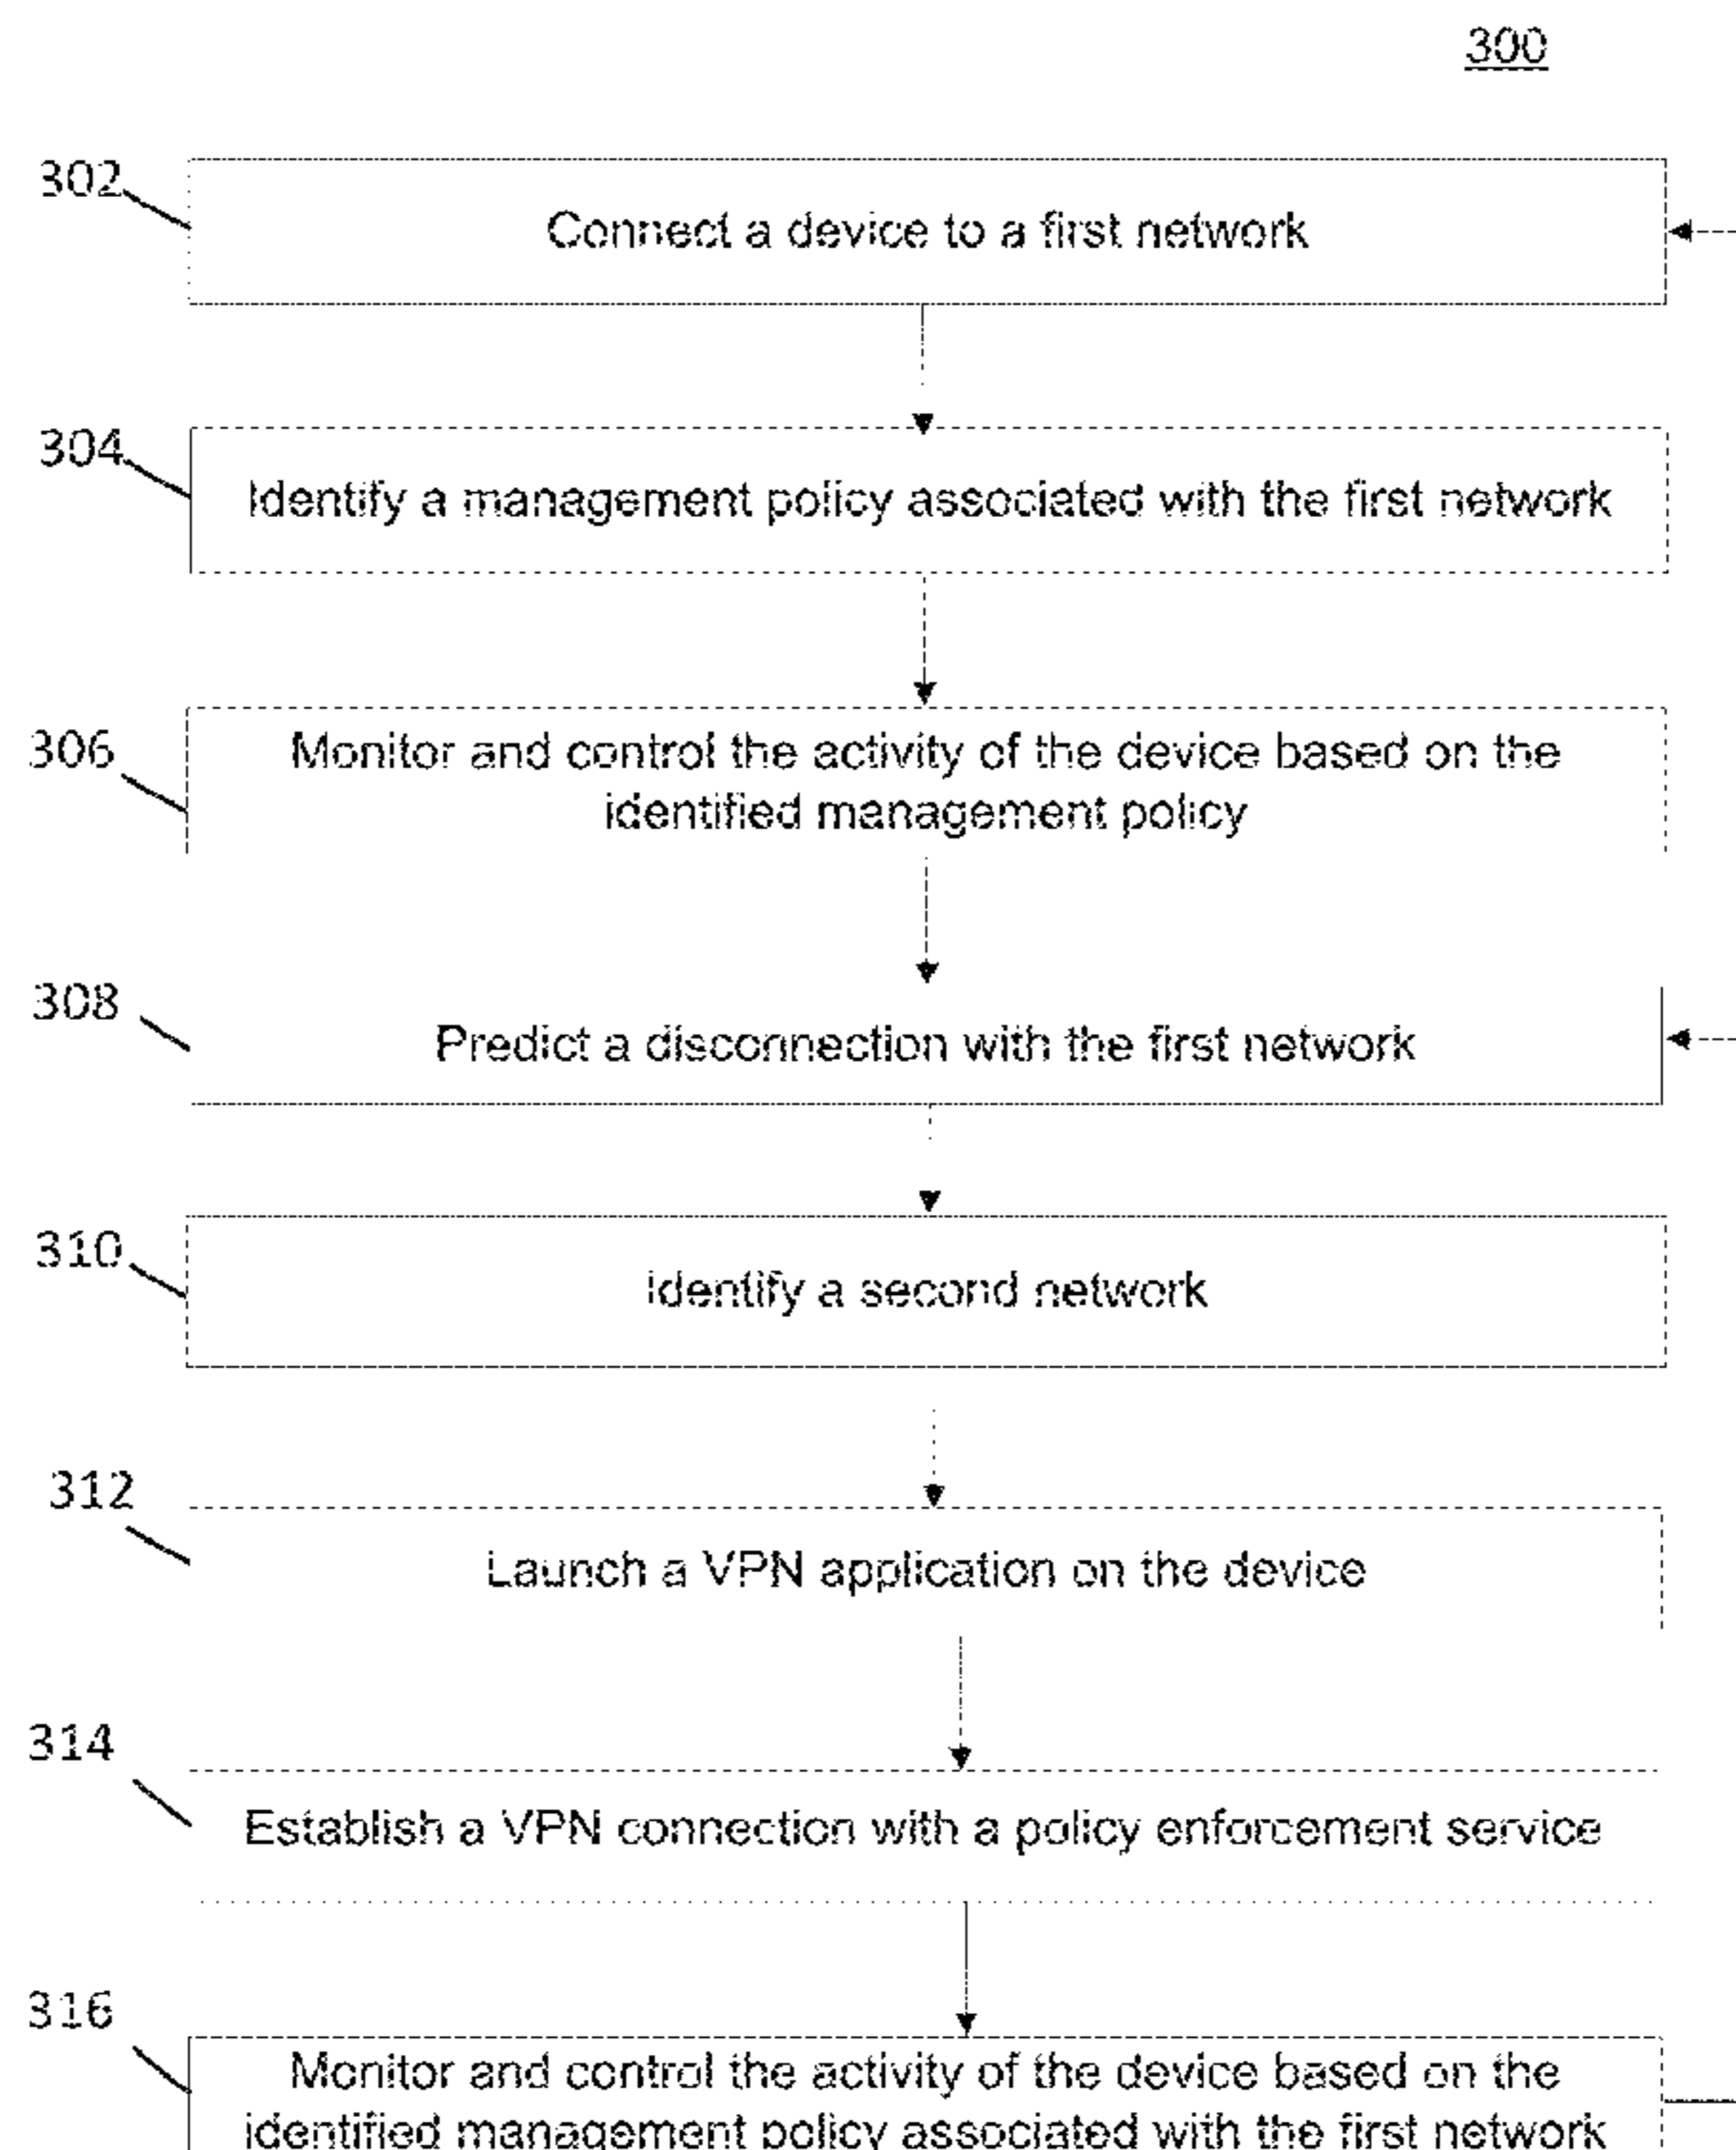 300
302
Connect a device to a first network
304
Identify a management policy associated with the first network
306
Monitor and control the activity of the device based on the
identified management policy
308
Predict a disconnection with the first network
310
Identify a second network
312
Launch a VPN application on the device
314
Establish a VPN connection with a policy enforcement service
316
Monitor and control the activity of the device based on the
identified management policy associated with the first network